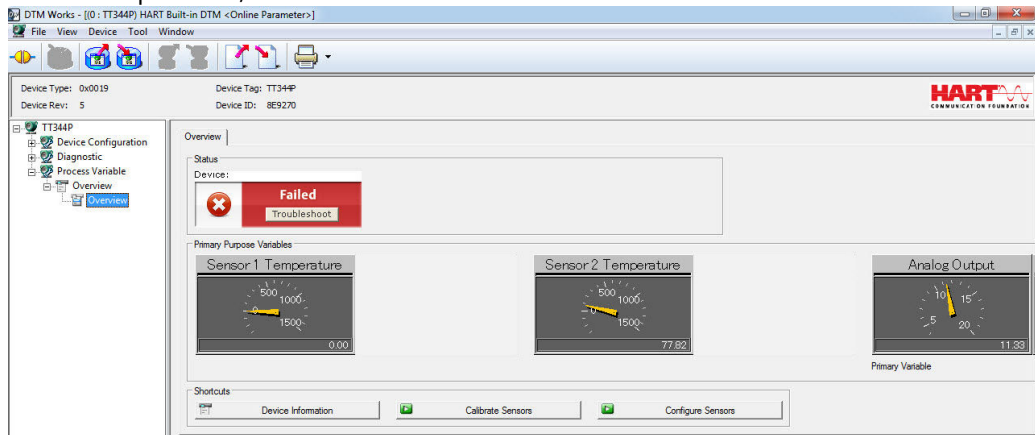 DTM Works - [(0 : TT344P) HART Built-in DTM <Online Parameter>]
File View Device Tool Window
Device Type: 0x0019 Device Tag: TT344P
Device Rev: 5 Device ID: 8E9270
HART
COMMUNICATION FOUNDATION
TT344P
Device Configuration
Diagnostic
Process Variable
Overview
Overview
Overview
Status
Device:
Failed
Troubleshoot
Primary Purpose Variables
Sensor 1 Temperature
0 500 1000 1500
0.00
Sensor 2 Temperature
0 500 1000 1500
77.82
Analog Output
5 10 15 20
11.33
Primary Variable
Shortcuts
Device Information Calibrate Sensors Configure Sensors